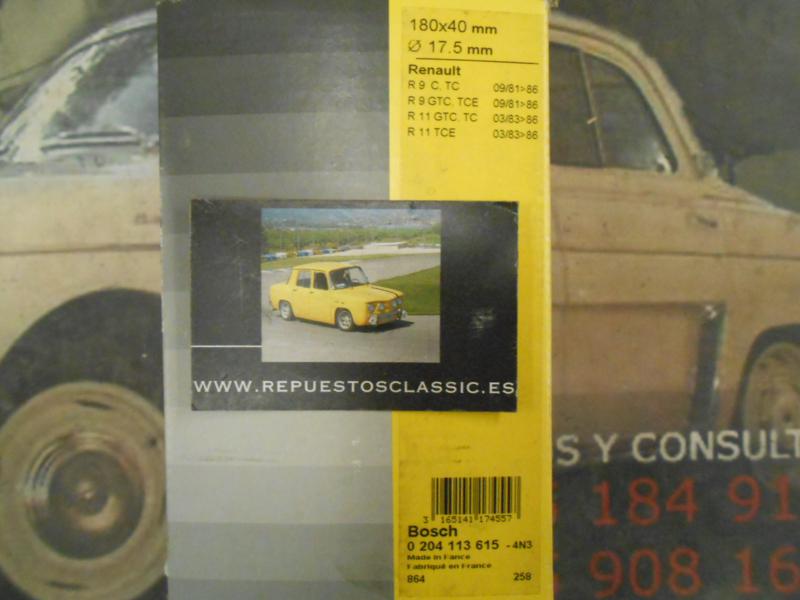 180x40 mm
Ø 17.5 mm
Renault
R 9 C, TC 09/81>86
R 9 GTC, TCE 09/81>86
R 11 GTC, TC 03/83>86
R 11 TCE 03/83>86
WWW.REPUESTOSCLASSIC.ES
S Y CONSULT
184 91
908 16
3 165141 174557
Bosch
0 204 113 615 - 4N3
Made in Fance
Fabriqué en France
864 258